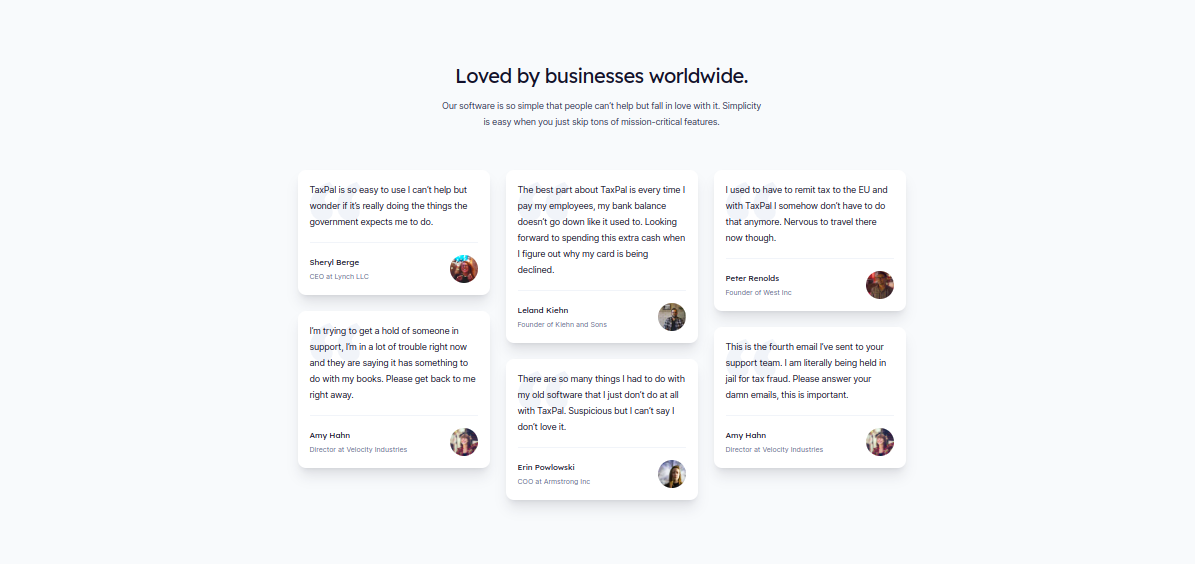 Loved by businesses worldwide.
Our software is so simple that people can't help but fall in love with it. Simplicity
is easy when you just skip tons of mission-critical features.
TaxPal is so easy to use I can't help but
wonder if it's really doing the things the
government expects me to do.
Sheryl Berge
CEO at Lynch LLC
I'm trying to get a hold of someone in
support, I'm in a lot of trouble right now
and they are saying it has something to
do with my books. Please get back to me
right away.
Amy Hahn
Director at Velocity Industries
The best part about TaxPal is every time I
pay my employees, my bank balance
doesn't go down like it used to. Looking
forward to spending this extra cash when
I figure out why my card is being
declined.
Leland Kiehn
Founder of Kiehn and Sons
There are so many things I had to do with
my old software that I just don't do at all
with TaxPal. Suspicious but I can't say I
don't love it.
Erin Powlowski
COO at Armstrong Inc
I used to have to remit tax to the EU and
with TaxPal I somehow don't have to do
that anymore. Nervous to travel there
now though.
Peter Renolds
Founder of West Inc
This is the fourth email I've sent to your
support team. I am literally being held in
jail for tax fraud. Please answer your
damn emails, this is important.
Amy Hahn
Director at Velocity Industries